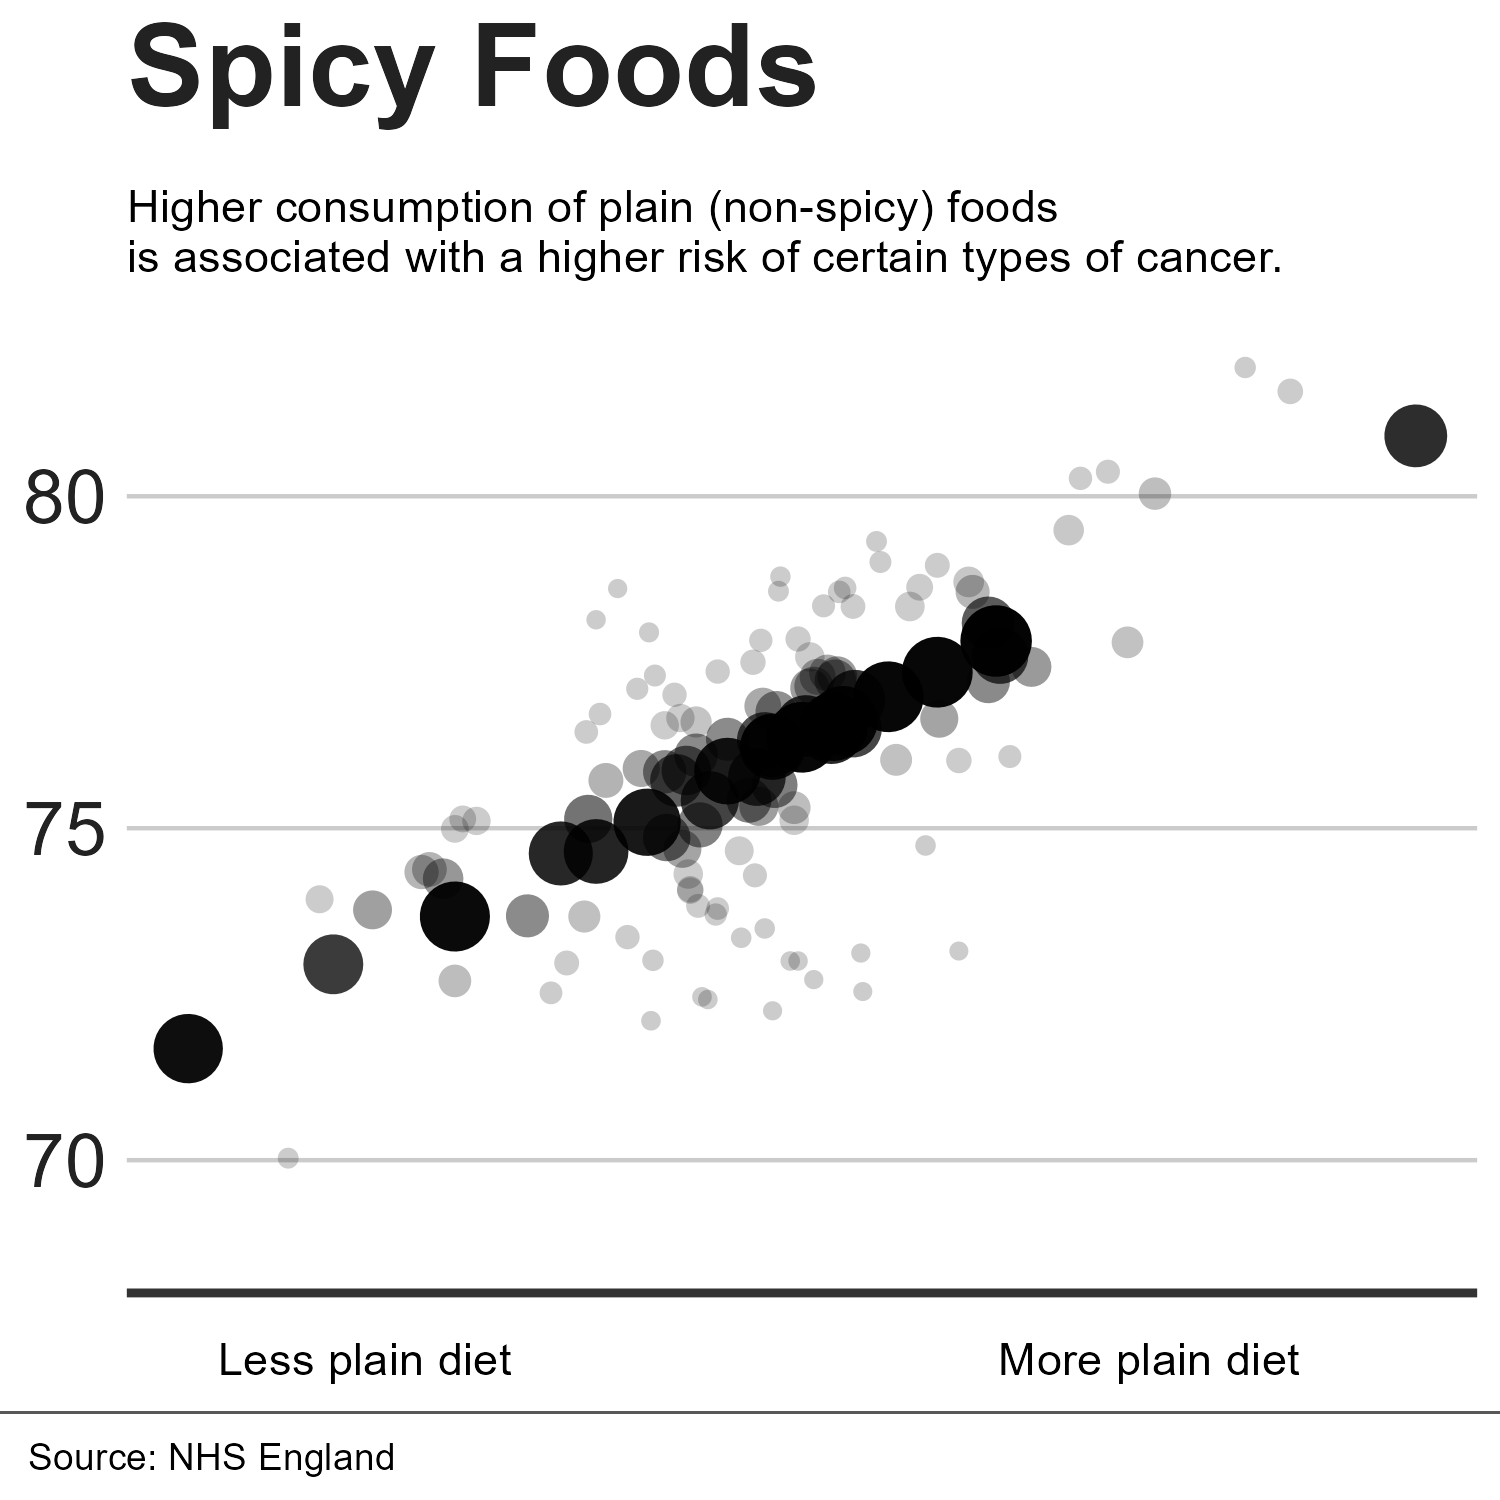 Spicy Foods
Higher consumption of plain (non-spicy) foods
is associated with a higher risk of certain types of cancer.
80
75
70
Less plain diet
More plain diet
Source: NHS England